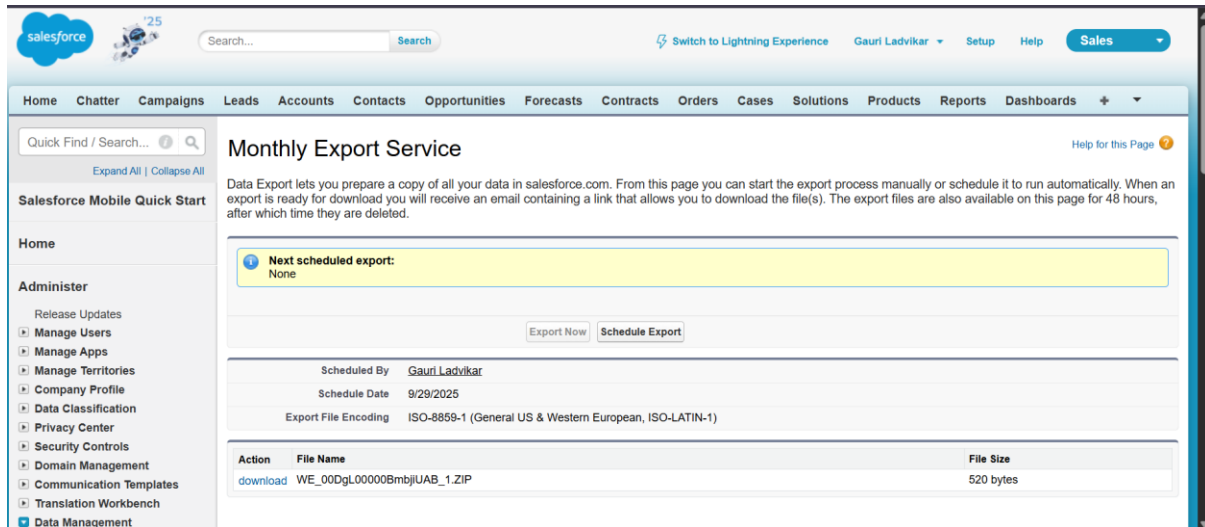 salesforce
'25
Search...
Search
Switch to Lightning Experience
Gauri Ladvikar
Setup
Help
Sales
Home Chatter Campaigns Leads Accounts Contacts Opportunities Forecasts Contracts Orders Cases Solutions Products Reports Dashboards +
Quick Find / Search...
Expand All | Collapse All
Salesforce Mobile Quick Start
Home
Administer
Release Updates
Manage Users
Manage Apps
Manage Territories
Company Profile
Data Classification
Privacy Center
Security Controls
Domain Management
Communication Templates
Translation Workbench
Data Management
Monthly Export Service
Help for this Page ?
Data Export lets you prepare a copy of all your data in salesforce.com. From this page you can start the export process manually or schedule it to run automatically. When an
export is ready for download you will receive an email containing a link that allows you to download the file(s). The export files are also available on this page for 48 hours,
after which time they are deleted.
Next scheduled export:
None
Export Now Schedule Export
Scheduled By Gauri Ladvikar
Schedule Date 9/29/2025
Export File Encoding ISO-8859-1 (General US & Western European, ISO-LATIN-1)
Action File Name File Size
download WE_00DgL00000BmbjiUAB_1.ZIP 520 bytes